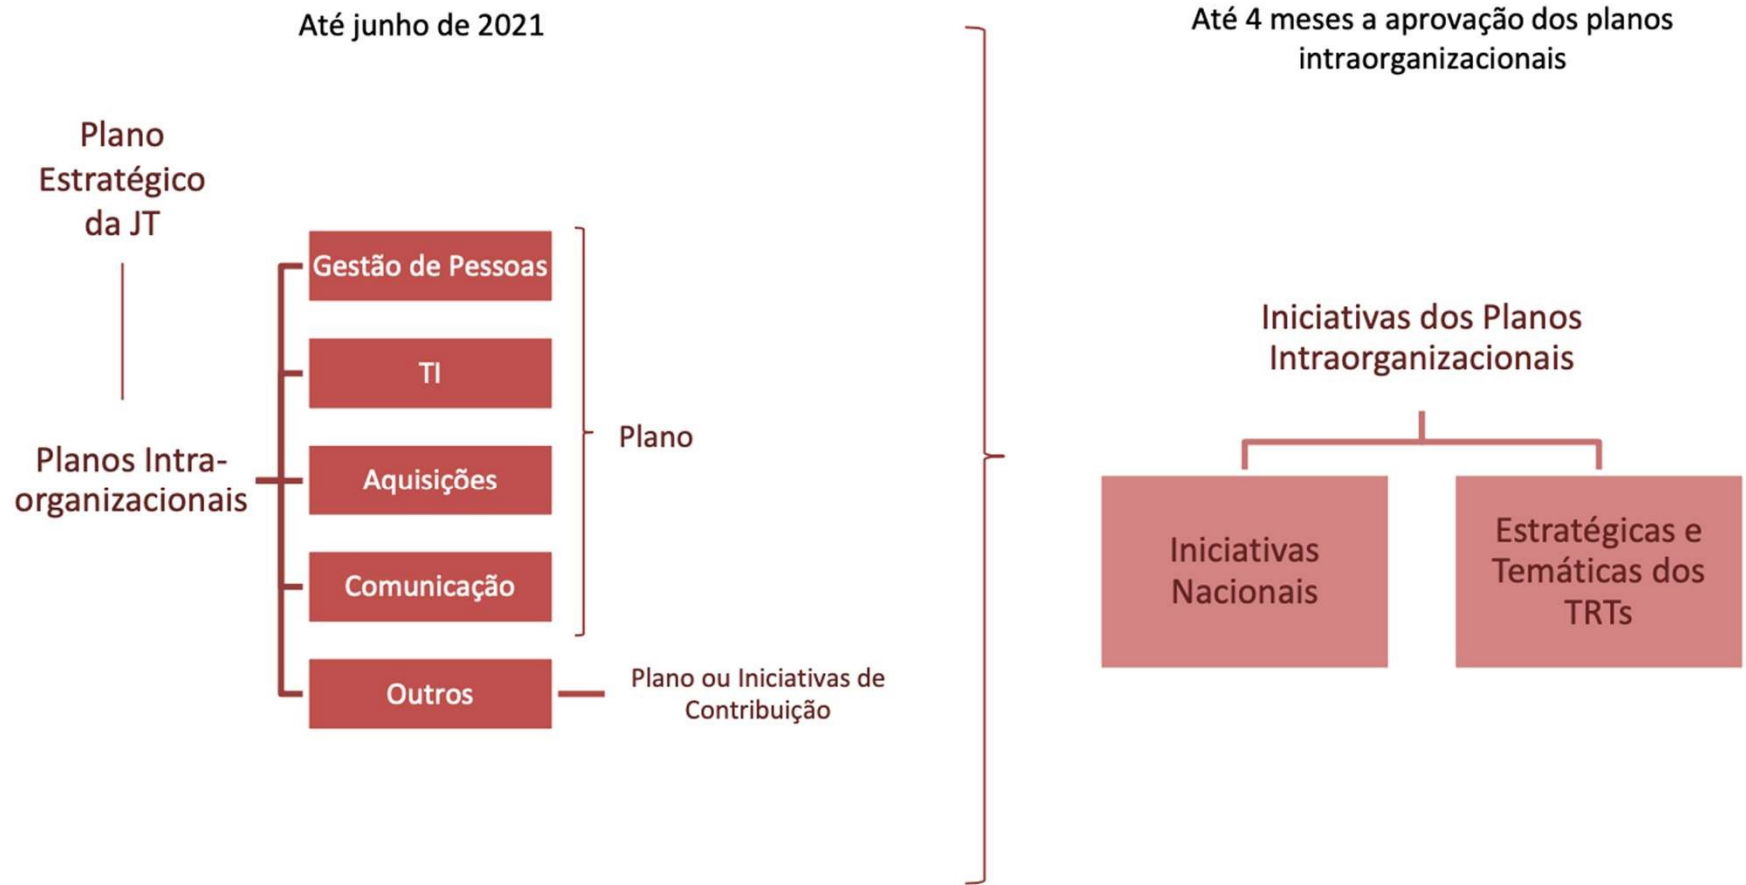 Até junho de 2021
Plano
Estratégico
da JT
Planos Intra-
organizacionais
Gestão de Pessoas
TI
Aquisições
Comunicação
Outros
Plano
Plano ou Iniciativas de
Contribuição
Até 4 meses a aprovação dos planos
intraorganizacionais
Iniciativas dos Planos
Intraorganizacionais
Iniciativas
Nacionais
Estratégicas e
Temáticas dos
TRTs